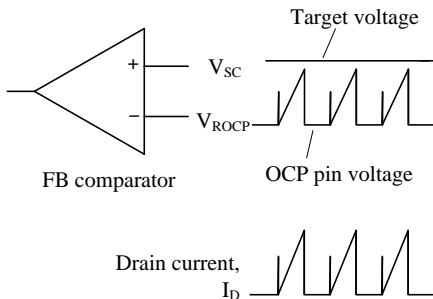 Target voltage
+
V_SC
−
V_ROCP
OCP pin voltage
FB comparator
Drain current,
I_D